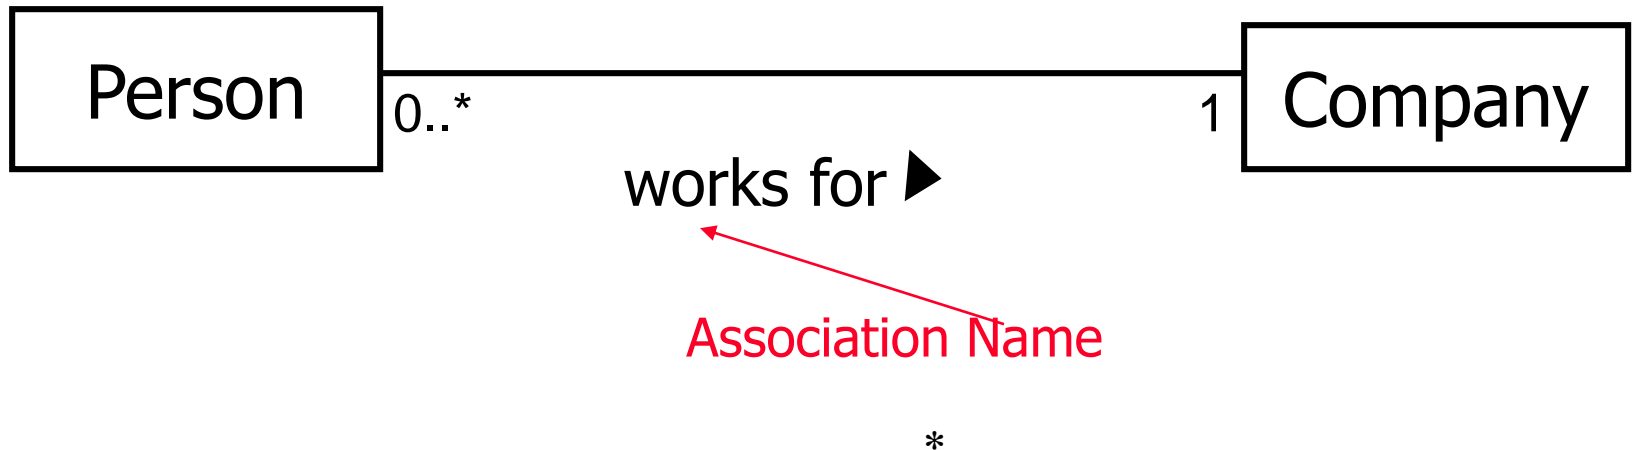 Person
Company
0..*
1
works for
Association Name
*